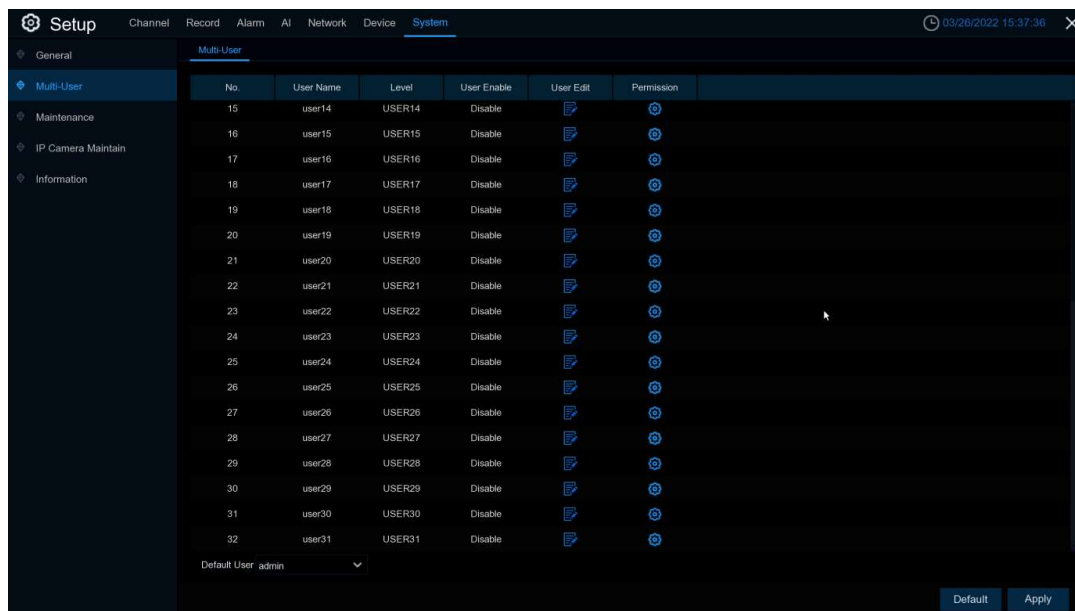 Setup Channel Record Alarm AI Network Device System 03/26/2022 15:37:36
General
Multi-User
Maintenance
IP Camera Maintain
Information
Multi-User
No. User Name Level User Enable User Edit Permission
15 user14 USER14 Disable
16 user15 USER15 Disable
17 user16 USER16 Disable
18 user17 USER17 Disable
19 user18 USER18 Disable
20 user19 USER19 Disable
21 user20 USER20 Disable
22 user21 USER21 Disable
23 user22 USER22 Disable
24 user23 USER23 Disable
25 user24 USER24 Disable
26 user25 USER25 Disable
27 user26 USER26 Disable
28 user27 USER27 Disable
29 user28 USER28 Disable
30 user29 USER29 Disable
31 user30 USER30 Disable
32 user31 USER31 Disable
Default User admin
Default Apply